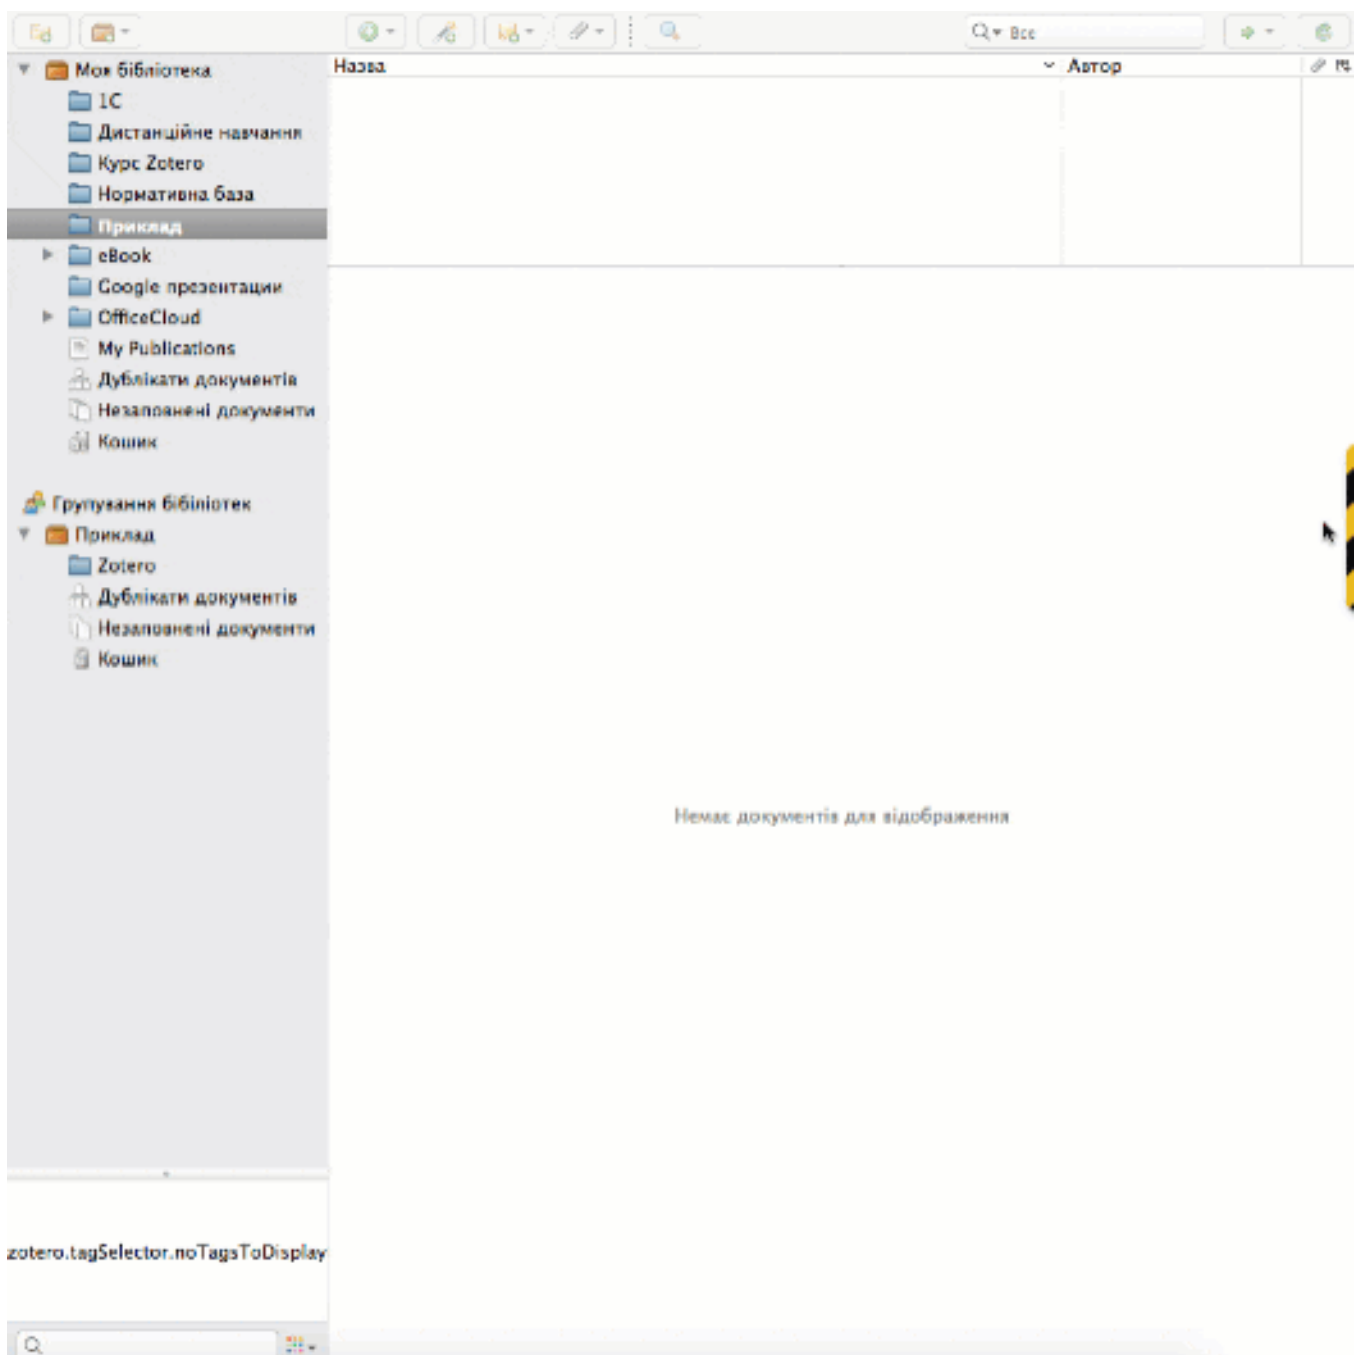 Все
Назва
Автор
Моя бібліотека
1С
Дистанційне навчання
Курс Zotero
Нормативна база
Приклад
eBook
Google презентации
OfficeCloud
My Publications
Дублікати документів
Незаповнені документи
Кошик
Групування бібіліотек
Приклад
Zotero
Дублікати документів
Незаповнені документи
Кошик
Немає документів для відображення
zotero.tagSelector.noTagsToDisplay